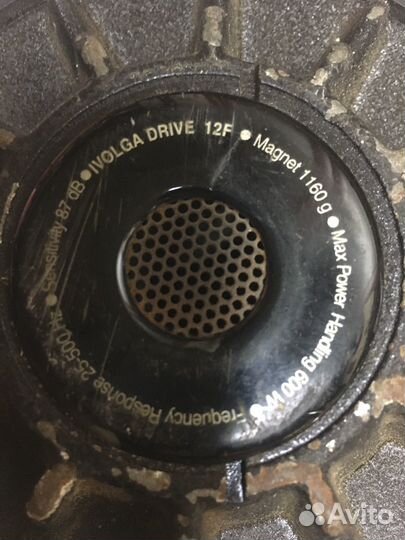 IVOLGA DRIVE 12F
Magnet 1160 g
Max Power Handling 600 W
Frequency Response 25-500 Hz
Sensitivity 87 dB
Avito